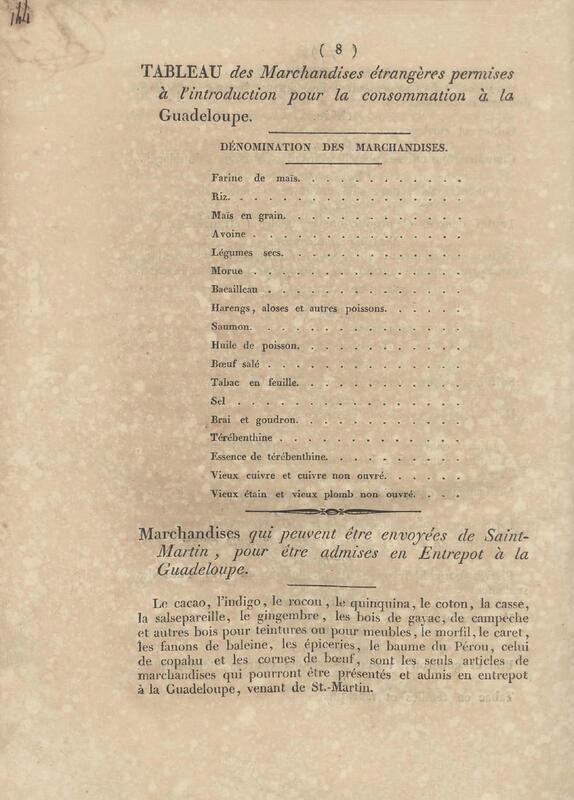 144
( 8 )
TABLEAU des Marchandises étrangères permises
à l'introduction pour la consommation à la
Guadeloupe.
DÉNOMINATION DES MARCHANDISES.
Farine de maïs. . . . . . . . . . .
Riz. . . . . . . . . . . . . . .
Maïs en grain. . . . . . . . . . . .
Avoine . . . . . . . . . . . . . .
Légumes secs. . . . . . . . . . . .
Morue . . . . . . . . . . . . . .
Bacailleau . . . . . . . . . . . . .
Harengs, aloses et autres poissons. . . . . .
Saumon. . . . . . . . . . . . . .
Huile de poisson. . . . . . . . . . .
Bœuf salé . . . . . . . . . . . . .
Tabac en feuille. . . . . . . . . . .
Sel . . . . . . . . . . . . . . .
Brai et goudron. . . . . . . . . . .
Térébenthine . . . . . . . . . . . .
Essence de térébenthine. . . . . . . . .
Vieux cuivre et cuivre non ouvré. . . . . .
Vieux étain et vieux plomb non ouvré. . . .
Marchandises qui peuvent être envoyées de Saint-
Martin, pour être admises en Entrepot à la
Guadeloupe.
Le cacao, l'indigo, le rocou, le quinquina, le coton, la casse,
la salsepareille, le gingembre, les bois de gayac, de campêche
et autres bois pour teintures ou pour meubles, le morfil, le caret,
les fanons de baleine, les épiceries, le baume du Pérou, celui
de copahu et les cornes de bœuf, sont les seuls articles de
marchandises qui pourront être présentés et admis en entrepot
à la Guadeloupe, venant de St.-Martin.